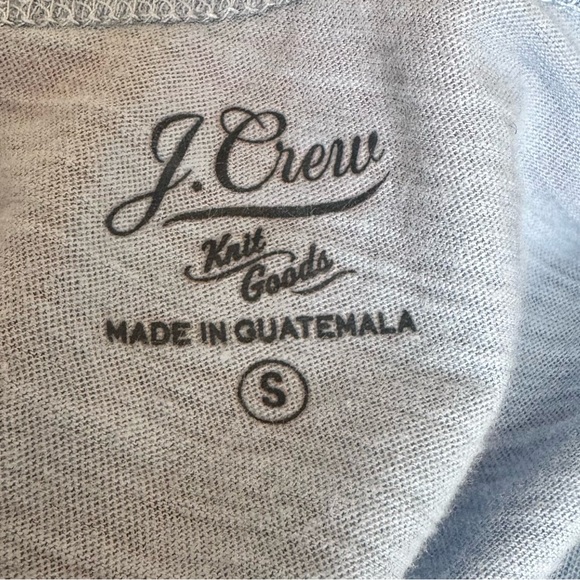 J.Crew
Knit
Goods
MADE IN GUATEMALA
S